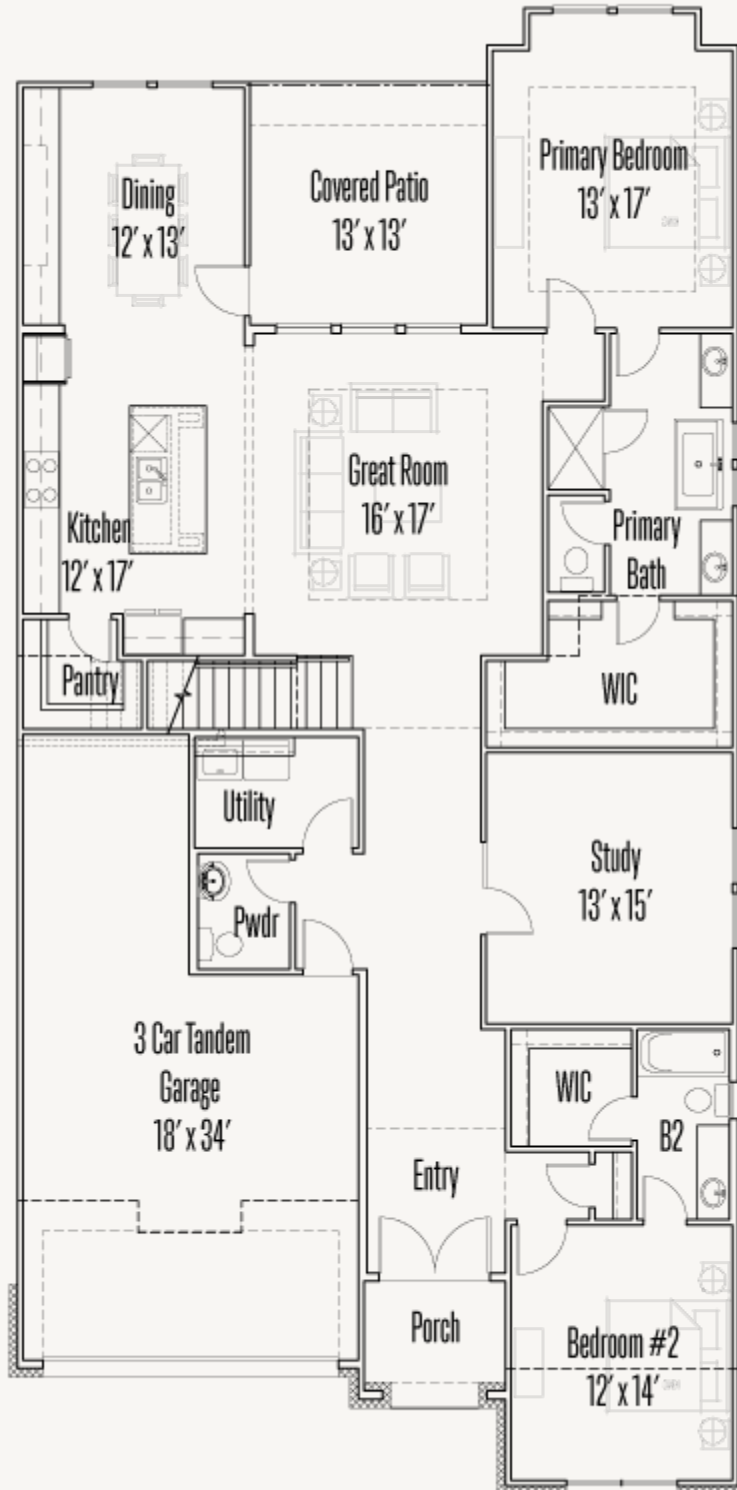 Primary Bedroom
13' x 17'
Dining
12' x 13'
Covered Patio
13' x 13'
Great Room
16' x 17'
Kitchen
12' x 17'
Primary
Bath
Pantry
WIC
Utility
Study
13' x 15'
Pwdr
3 Car Tandem
Garage
18' x 34'
WIC
B2
Entry
Porch
Bedroom #2
12' x 14'